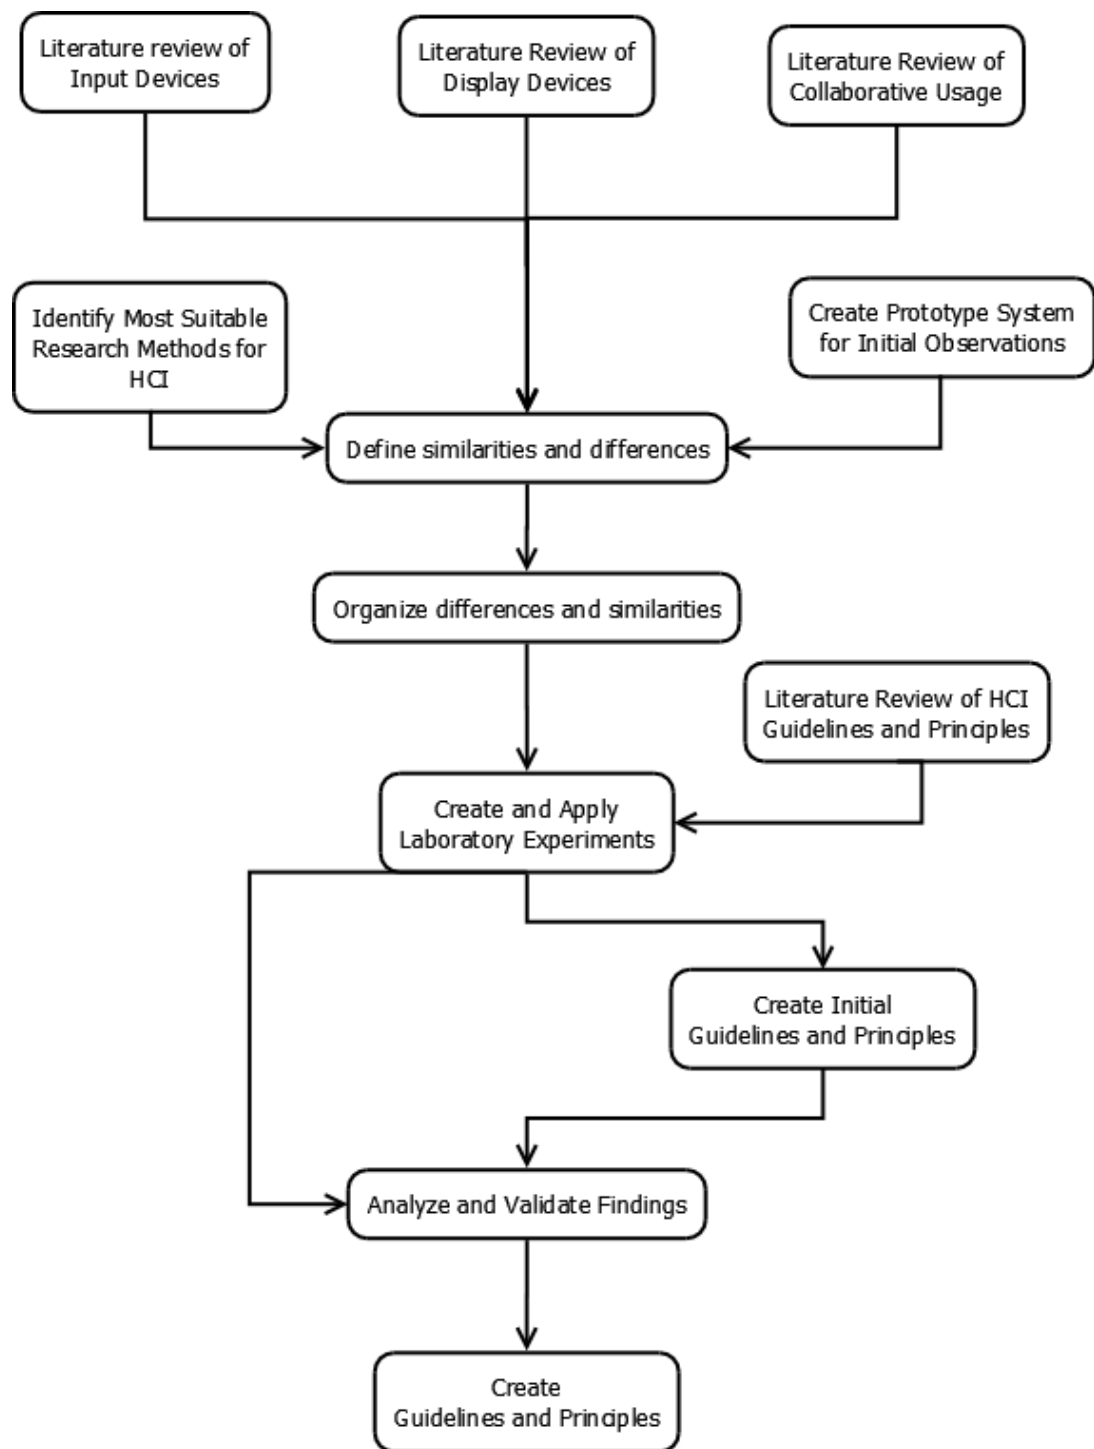 Literature review of
Input Devices
Literature Review of
Display Devices
Literature Review of
Collaborative Usage
Identify Most Suitable
Research Methods for
HCI
Create Prototype System
for Initial Observations
Define similarities and differences
Organize differences and similarities
Literature Review of HCI
Guidelines and Principles
Create and Apply
Laboratory Experiments
Create Initial
Guidelines and Principles
Analyze and Validate Findings
Create
Guidelines and Principles